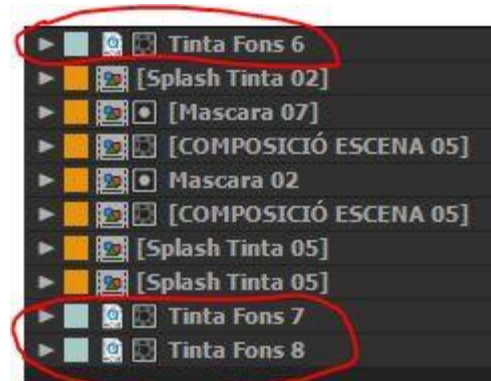 Tinta Fons 6
[Splash Tinta 02]
[Mascara 07]
[COMPOSICIÓ ESCENA 05]
Mascara 02
[COMPOSICIÓ ESCENA 05]
[Splash Tinta 05]
[Splash Tinta 05]
Tinta Fons 7
Tinta Fons 8